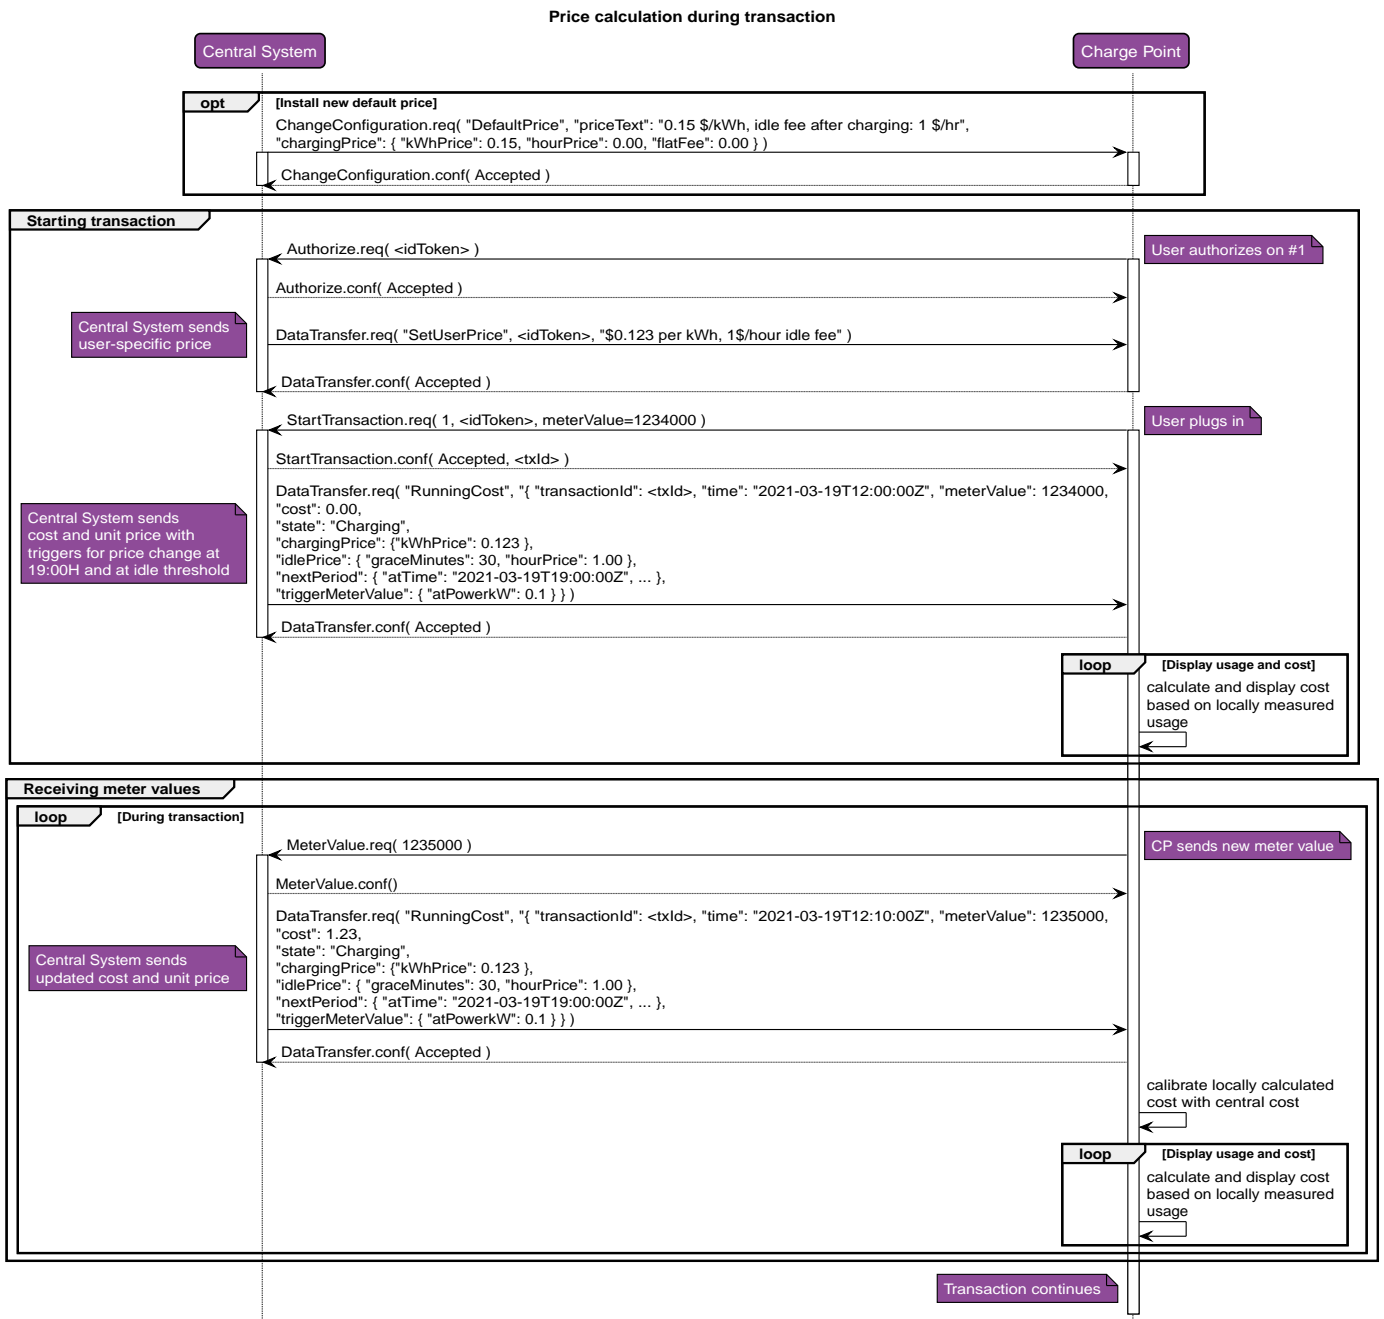 Price calculation during transaction
Central System
Charge Point
opt
[Install new default price]
ChangeConfiguration.req( "DefaultPrice", "priceText": "0.15 $/kWh, idle fee after charging: 1 $/hr",
"chargingPrice": { "kWhPrice": 0.15, "hourPrice": 0.00, "flatFee": 0.00 } )
ChangeConfiguration.conf( Accepted )
Starting transaction
Authorize.req( <idToken> )
User authorizes on #1
Authorize.conf( Accepted )
Central System sends
user-specific price
DataTransfer.req( "SetUserPrice", <idToken>, "$0.123 per kWh, 1$/hour idle fee" )
DataTransfer.conf( Accepted )
StartTransaction.req( 1, <idToken>, meterValue=1234000 )
User plugs in
StartTransaction.conf( Accepted, <txId> )
Central System sends
cost and unit price with
triggers for price change at
19:00H and at idle threshold
DataTransfer.req( "RunningCost", "{ "transactionId": <txId>, "time": "2021-03-19T12:00:00Z", "meterValue": 1234000,
"cost": 0.00,
"state": "Charging",
"chargingPrice": {"kWhPrice": 0.123 },
"idlePrice": { "graceMinutes": 30, "hourPrice": 1.00 },
"nextPeriod": { "atTime": "2021-03-19T19:00:00Z", ... },
"triggerMeterValue": { "atPowerkW": 0.1 } } )
DataTransfer.conf( Accepted )
loop
[Display usage and cost]
calculate and display cost
based on locally measured
usage
Receiving meter values
loop
[During transaction]
MeterValue.req( 1235000 )
CP sends new meter value
MeterValue.conf()
Central System sends
updated cost and unit price
DataTransfer.req( "RunningCost", "{ "transactionId": <txId>, "time": "2021-03-19T12:10:00Z", "meterValue": 1235000,
"cost": 1.23,
"state": "Charging",
"chargingPrice": {"kWhPrice": 0.123 },
"idlePrice": { "graceMinutes": 30, "hourPrice": 1.00 },
"nextPeriod": { "atTime": "2021-03-19T19:00:00Z", ... },
"triggerMeterValue": { "atPowerkW": 0.1 } } )
DataTransfer.conf( Accepted )
calibrate locally calculated
cost with central cost
loop
[Display usage and cost]
calculate and display cost
based on locally measured
usage
Transaction continues